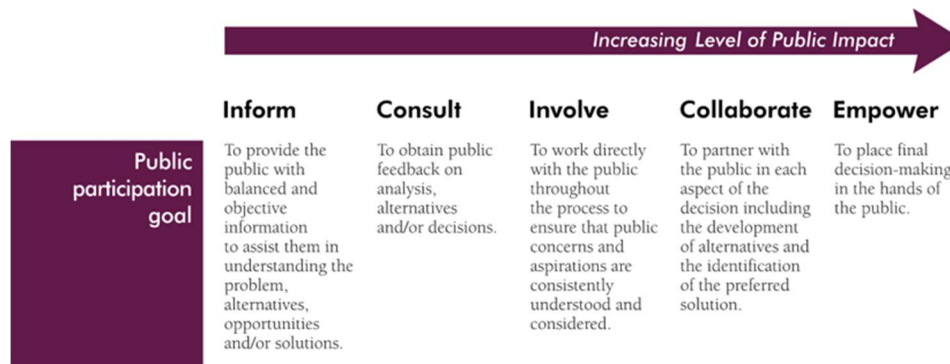 Increasing Level of Public Impact
Inform
Consult
Involve
Collaborate
Empower
Public
participation
goal
To provide the
public with
balanced and
objective
information
to assist them in
understanding the
problem,
alternatives,
opportunities
and/or solutions.
To obtain public
feedback on
analysis,
alternatives
and/or decisions.
To work directly
with the public
throughout
the process to
ensure that public
concerns and
aspirations are
consistently
understood and
considered.
To partner with
the public in each
aspect of the
decision including
the development
of alternatives and
the identification
of the preferred
solution.
To place final
decision-making
in the hands of
the public.